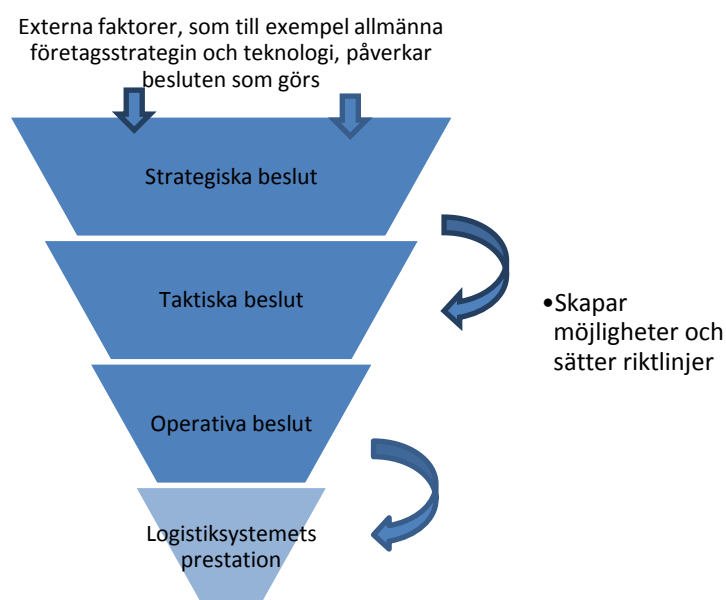 Externa faktorer, som till exempel allmänna
företagsstrategin och teknologi, påverkar
besluten som görs
Strategiska beslut
Taktiska beslut
•Skapar
möjligheter och
sätter riktlinjer
Operativa beslut
Logistiksystemets
prestation